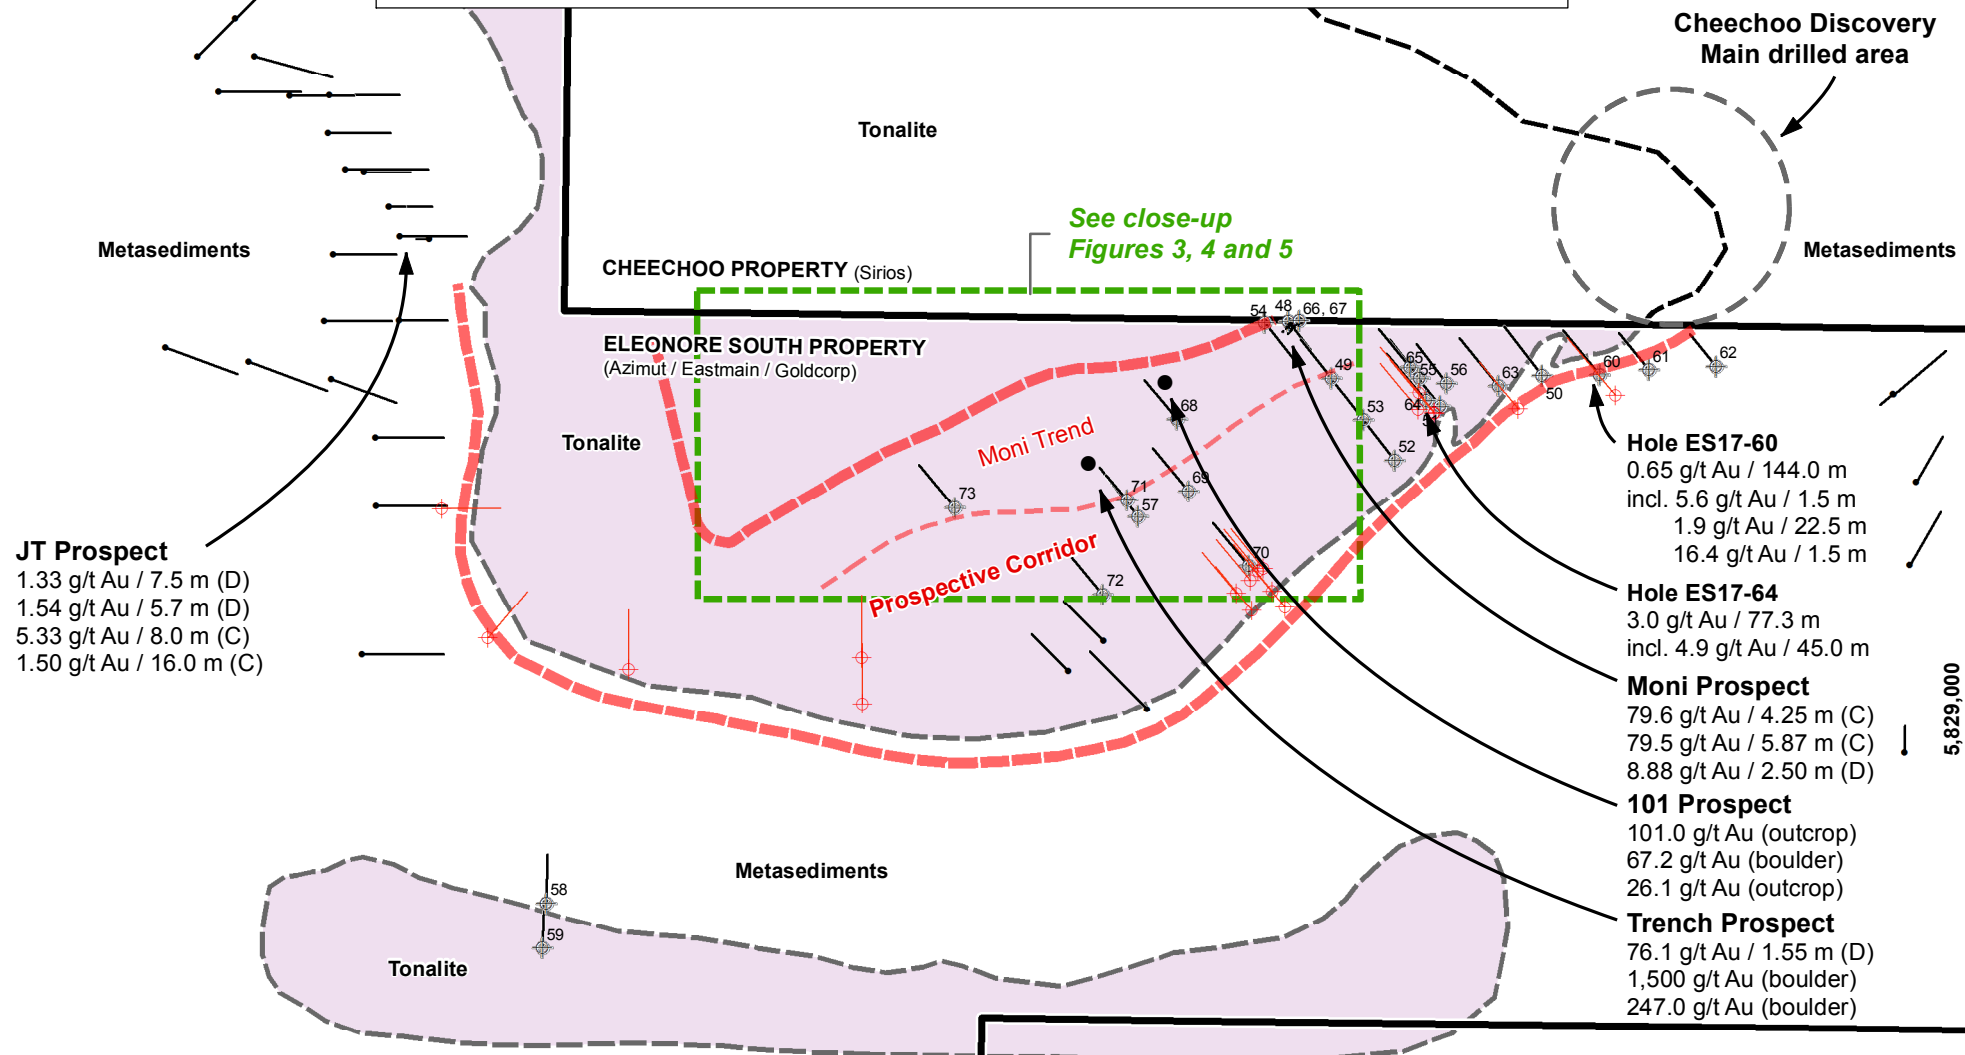 Cheechoo Discovery
Main drilled area
Tonalite
Metasediments
Metasediments
See close-up
Figures 3, 4 and 5
CHEECHOO PROPERTY (Sirios)
ELEONORE SOUTH PROPERTY
(Azimut / Eastmain / Goldcorp)
54
48
66, 67
49
65
55
56
63
60
61
62
50
64
53
52
68
69
71
57
73
70
72
Tonalite
Moni Trend
Prospective Corridor
JT Prospect
1.33 g/t Au / 7.5 m (D)
1.54 g/t Au / 5.7 m (D)
5.33 g/t Au / 8.0 m (C)
1.50 g/t Au / 16.0 m (C)
Hole ES17-60
0.65 g/t Au / 144.0 m
incl. 5.6 g/t Au / 1.5 m
1.9 g/t Au / 22.5 m
16.4 g/t Au / 1.5 m
Hole ES17-64
3.0 g/t Au / 77.3 m
incl. 4.9 g/t Au / 45.0 m
Moni Prospect
79.6 g/t Au / 4.25 m (C)
79.5 g/t Au / 5.87 m (C)
8.88 g/t Au / 2.50 m (D)
5,829,000
101 Prospect
101.0 g/t Au (outcrop)
67.2 g/t Au (boulder)
26.1 g/t Au (outcrop)
Trench Prospect
76.1 g/t Au / 1.55 m (D)
1,500 g/t Au (boulder)
247.0 g/t Au (boulder)
Metasediments
58
59
Tonalite